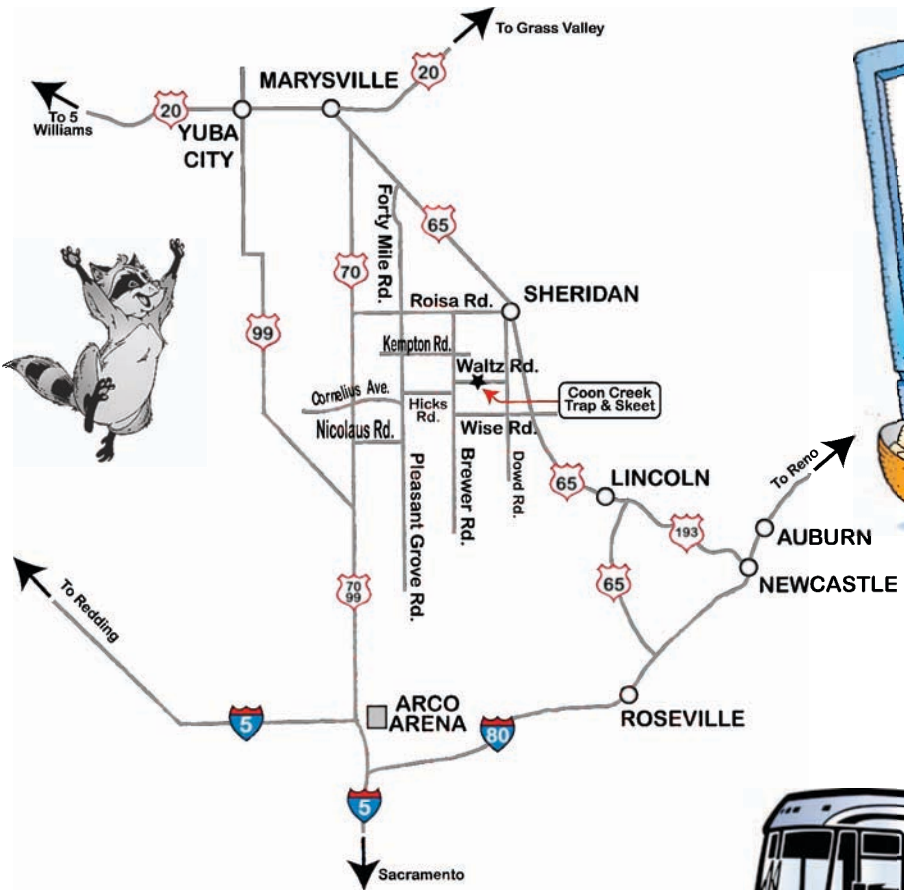 To Grass Valley
20
MARYSVILLE
To 5
Williams
20
YUBA
CITY
Forty Mile Rd.
65
70
SHERIDAN
Roisa Rd.
99
Kempton Rd.
Waltz Rd.
Coon Creek
Trap & Skeet
Cornelius Ave.
Hicks
Rd.
Wise Rd.
Nicolaus Rd.
Pleasant Grove Rd.
Brewer Rd.
Dowd Rd.
65
LINCOLN
To Reno
193
AUBURN
NEWCASTLE
65
70
99
To Redding
ARCO
ARENA
5
80
ROSEVILLE
5
Sacramento